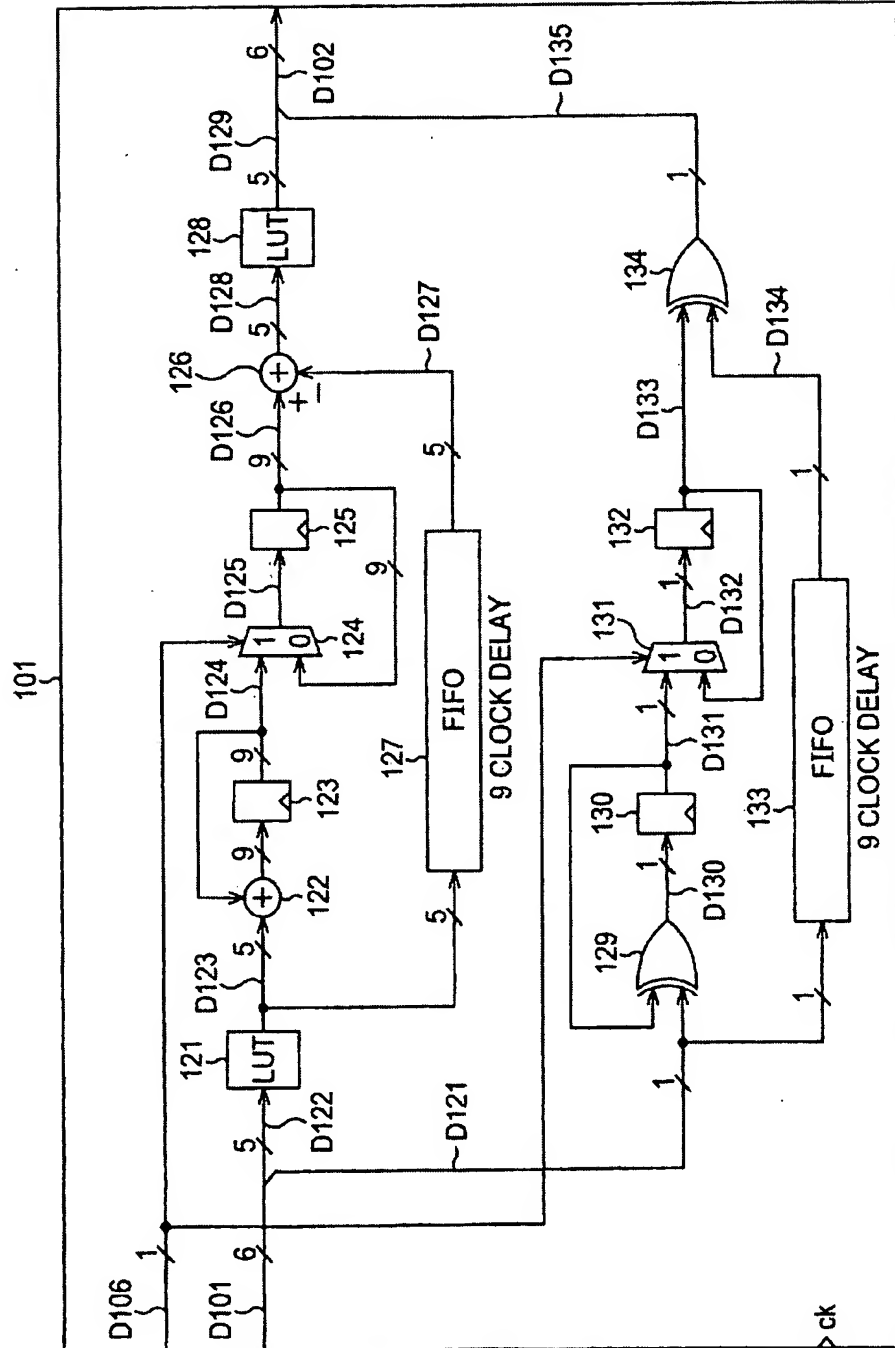 101
D106
1
D101
6
D122
5
D121
121
LUT
D123
5
122
9
123
9
D124
124
1
0
D125
125
9
9
D126
126
+
+
−
D128
5
128
LUT
D129
5
D102
6
5
127
FIFO
9 CLOCK DELAY
5
D127
D135
1
129
D130
1
130
D131
1
131
1
0
D132
1
132
D133
134
1
D134
1
133
FIFO
9 CLOCK DELAY
1
ck